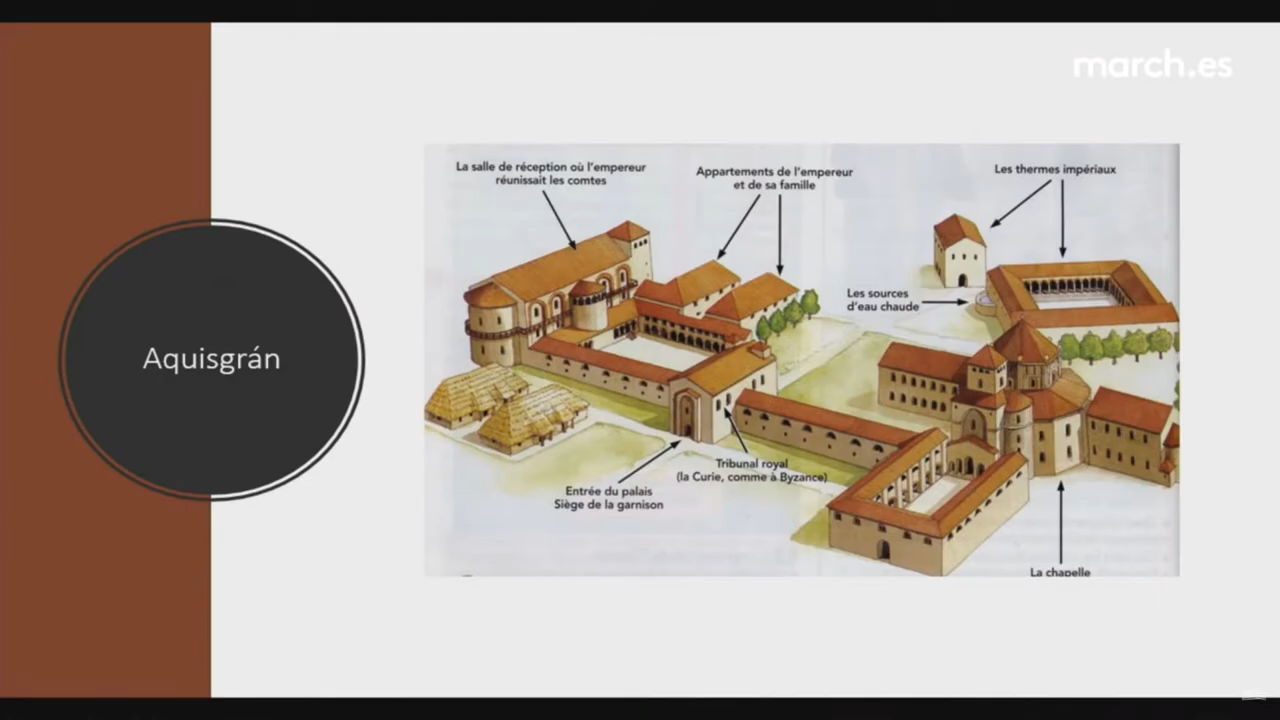 march.es
La salle de réception où l'empereur
réunissait les comtes
Appartements de l'empereur
et de sa famille
Les thermes impériaux
Les sources
d'eau chaude
Aquisgrán
Tribunal royal
(la Curie, comme à Byzance)
Entrée du palais
Siège de la garnison
La chapelle